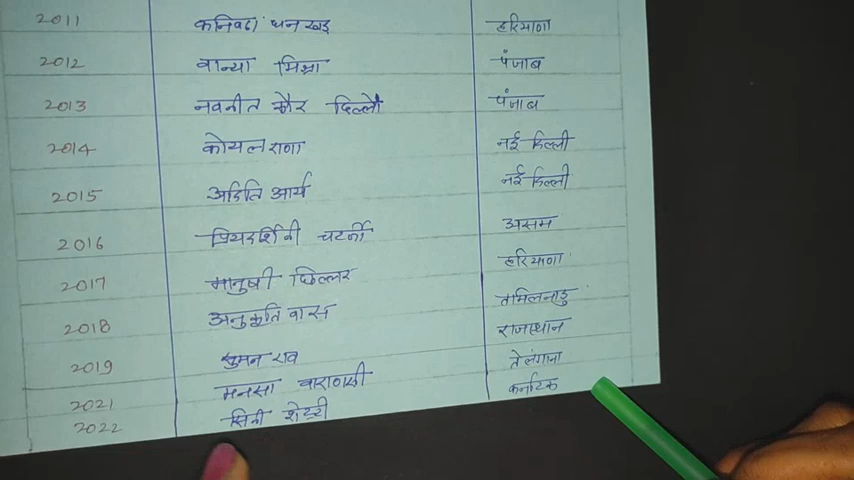 2011 कनिष्ठा धनखड़ हरियाणा
2012 वान्या मिश्रा पंजाब
2013 नवनीत कौर ढिल्लों पंजाब
2014 कोयल राणा नई दिल्ली
2015 अदिति आर्य नई दिल्ली
2016 प्रियदर्शिनी चटर्जी असम
2017 मानुषी छिल्लर हरियाणा
2018 अनुकृति वास तामिलनाडु
2019 सुमन राव राजस्थान
2021 मनसा वाराणसी तेलंगाना
2022 सिनी शेट्टी कर्नाटक